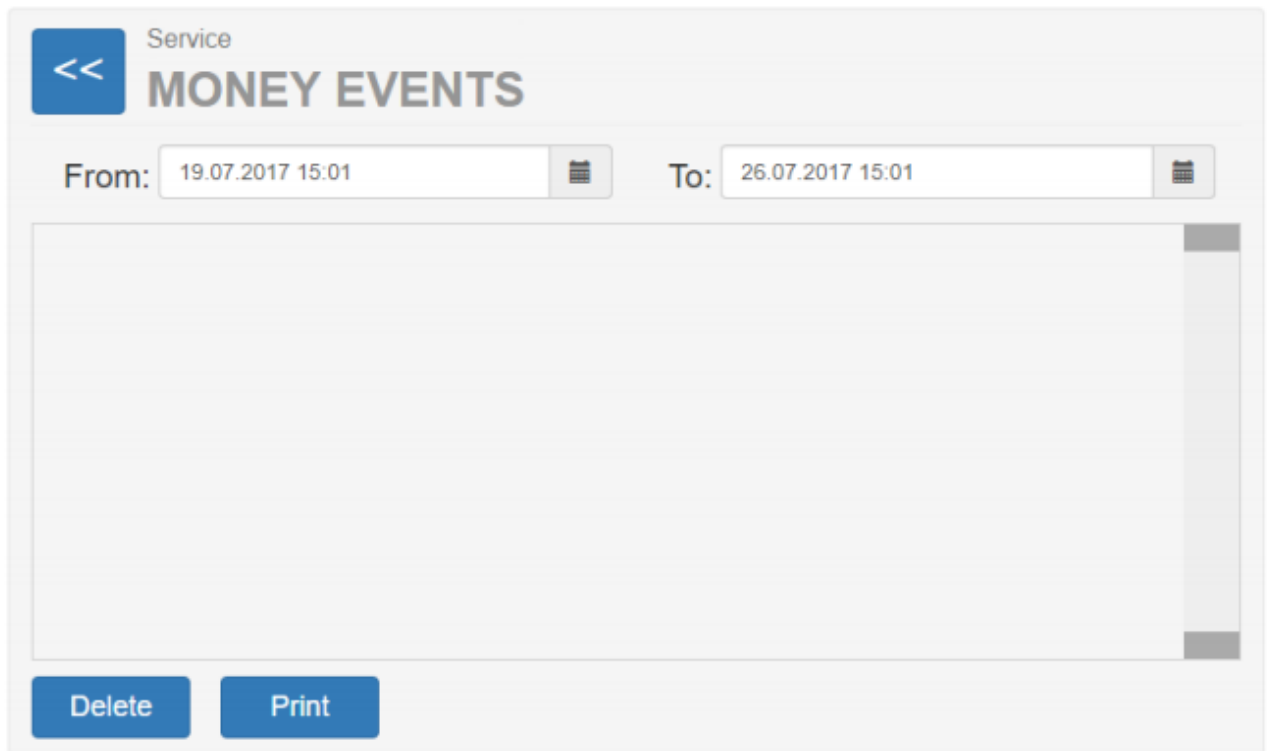 <<
Service
MONEY EVENTS
From: 19.07.2017 15:01 To: 26.07.2017 15:01
Delete Print